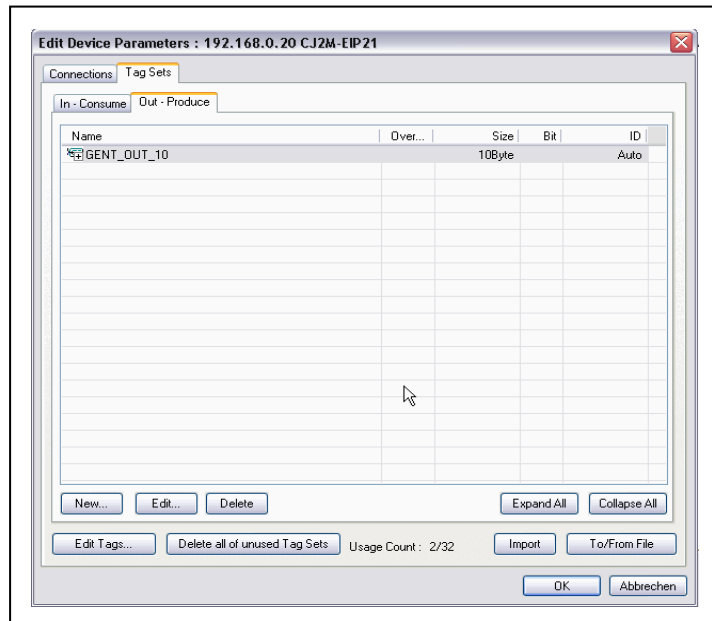 Edit Device Parameters : 192.168.0.20 CJ2M-EIP21
Connections Tag Sets
In - Consume Out - Produce
Name Over... Size Bit ID
GENT_OUT_10 10Byte Auto
New... Edit... Delete Expand All Collapse All
Edit Tags... Delete all of unused Tag Sets Usage Count : 2/32 Import To/From File
OK Abbrechen